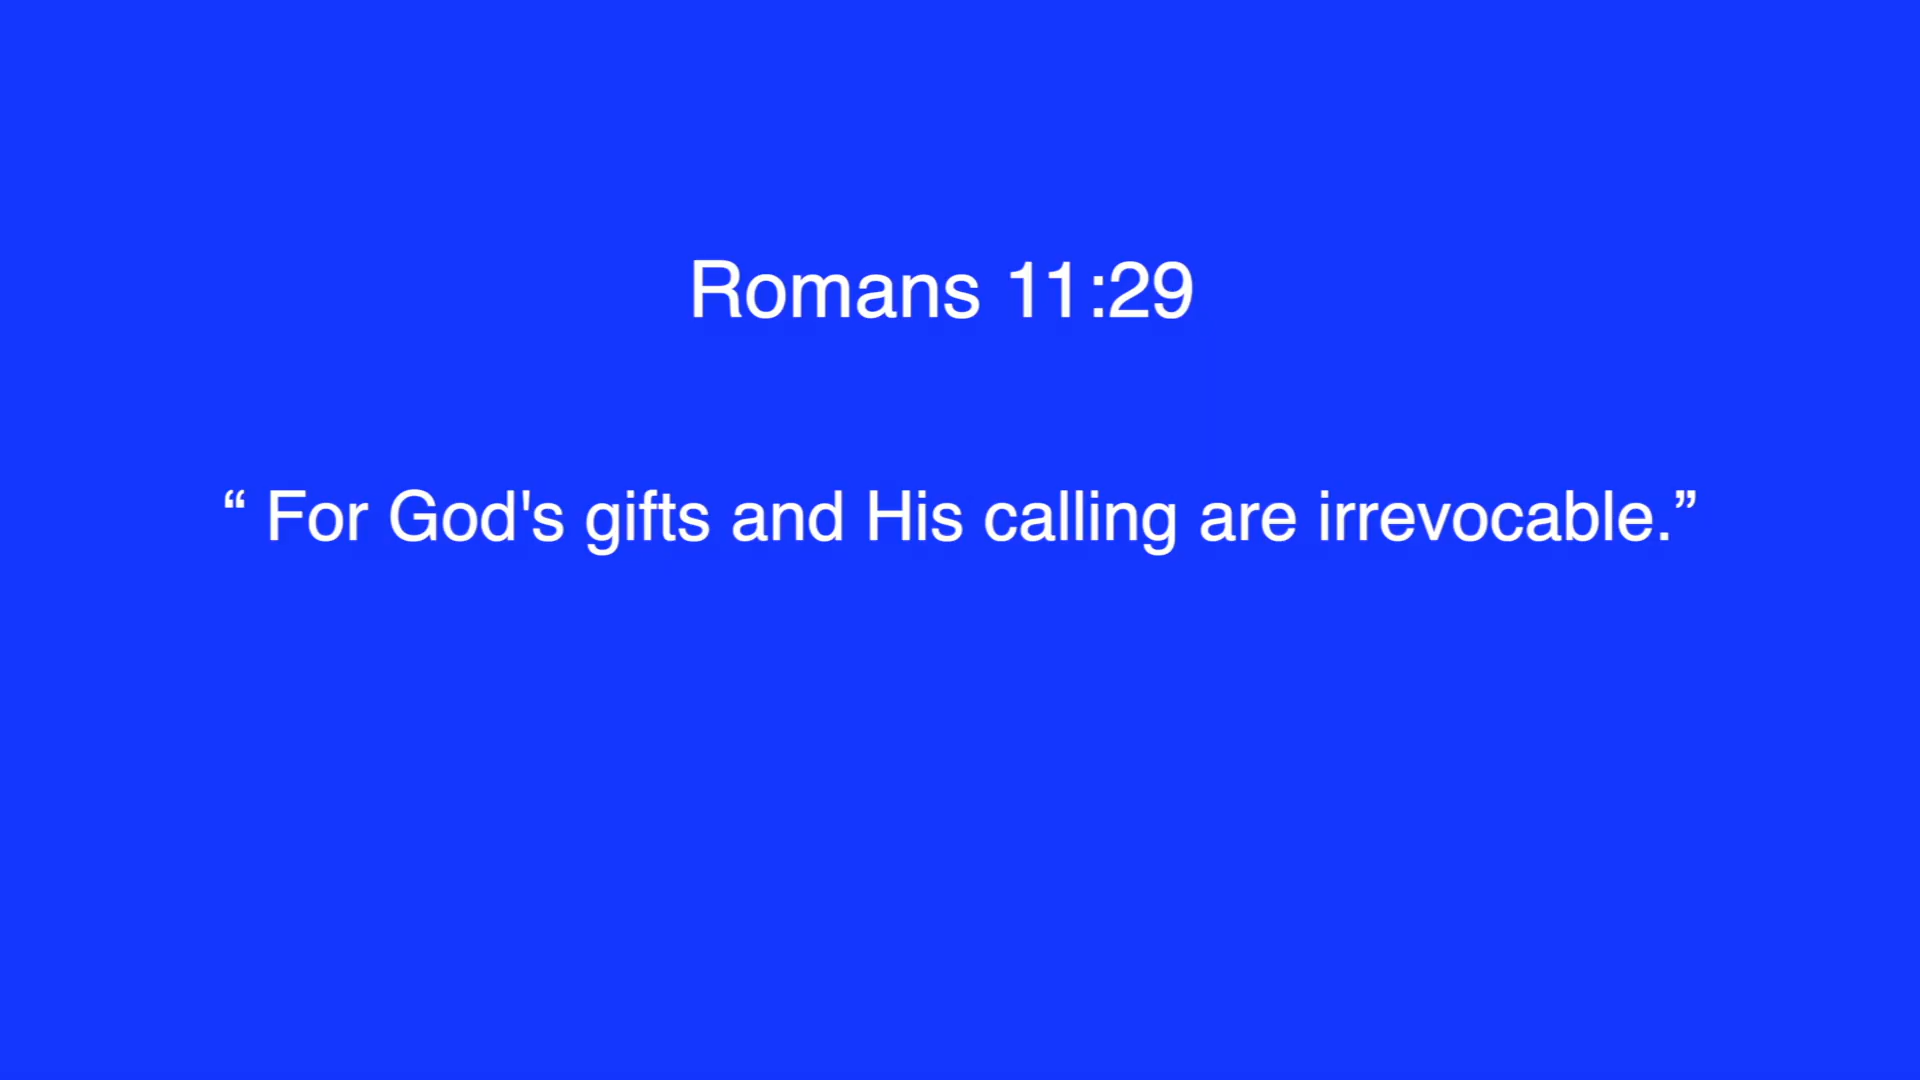 Romans 11:29
“ For God's gifts and His calling are irrevocable.”